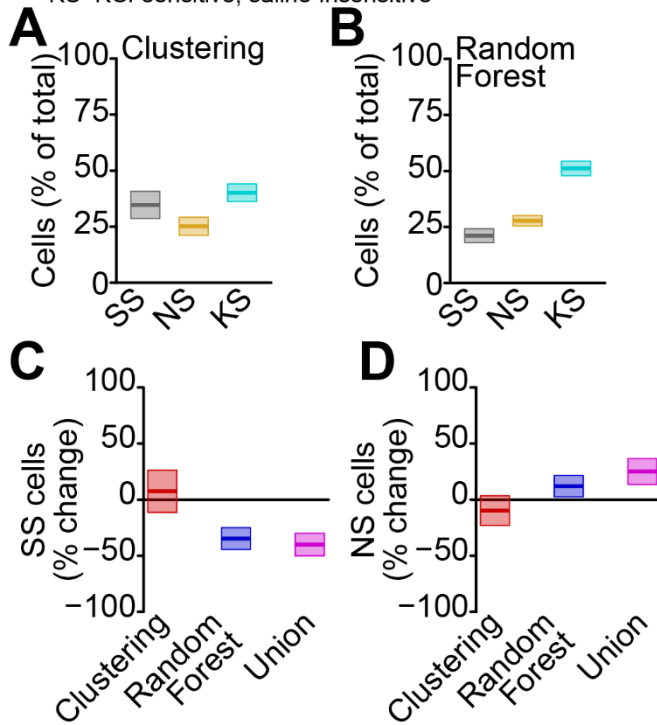 KS- KCl sensitive, saline insensitive
A
Clustering
Cells (% of total)
100
75
50
25
0
SS
NS
KS
B
Random
Forest
Cells (% of total)
100
75
50
25
0
SS
NS
KS
C
SS cells
(% change)
100
50
0
−50
−100
Clustering
Random
Forest
Union
D
NS cells
(% change)
100
50
0
−50
−100
Clustering
Random
Forest
Union